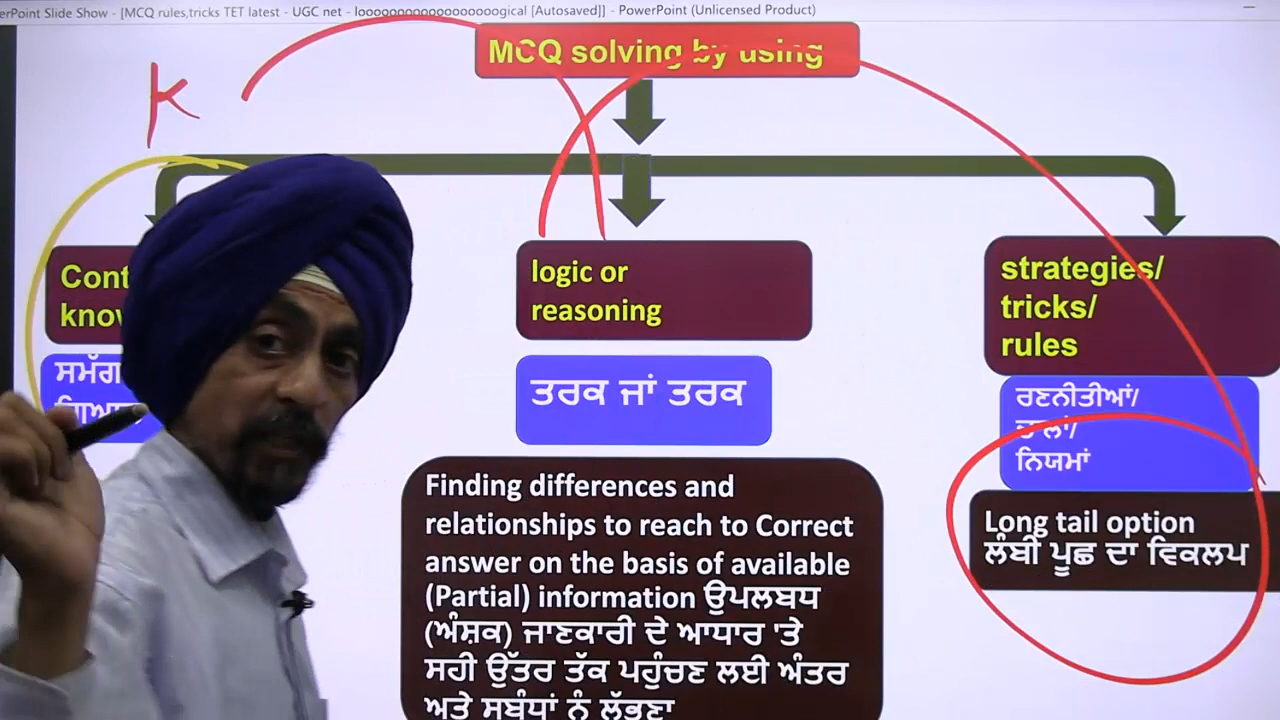 PowerPoint Slide Show - [MCQ rules,tricks TET latest - UGC net - looooooooooooooooogical [Autosaved]] - PowerPoint (Unlicensed Product)
MCQ solving by using
K
logic or
reasoning
ਤਰਕ ਜਾਂ ਤਰਕ
Finding differences and
relationships to reach to Correct
answer on the basis of available
(Partial) information ਉਪਲਬਧ
(ਅੰਸ਼ਕ) ਜਾਣਕਾਰੀ ਦੇ ਆਧਾਰ 'ਤੇ
ਸਹੀ ਉੱਤਰ ਤੱਕ ਪਹੁੰਚਣ ਲਈ ਅੰਤਰ
ਅਤੇ ਸਬੰਧਾਂ ਨੂੰ ਲੱਭਣਾ
strategies/
tricks/
rules
ਰਣਨੀਤੀਆਂ/
ਨਿਯਮਾਂ
Long tail option
ਲੰਬੀ ਪੂਛ ਦਾ ਵਿਕਲਪ